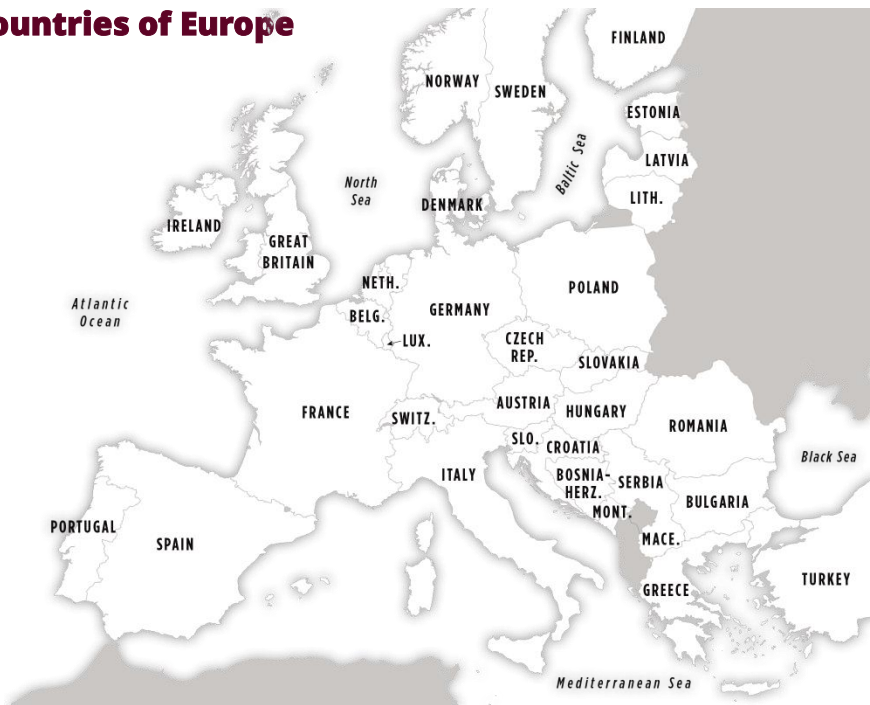 ountries of Europe
FINLAND
NORWAY
SWEDEN
ESTONIA
Baltic Sea
LATVIA
North
Sea
LITH.
DENMARK
IRELAND
GREAT
BRITAIN
NETH.
POLAND
Atlantic
Ocean
BELG.
GERMANY
LUX.
CZECH
REP.
SLOVAKIA
FRANCE
SWITZ.
AUSTRIA
HUNGARY
ROMANIA
SLO.
CROATIA
Black Sea
ITALY
BOSNIA-
HERZ.
SERBIA
BULGARIA
MONT.
PORTUGAL
SPAIN
MACE.
GREECE
TURKEY
Mediterranean Sea